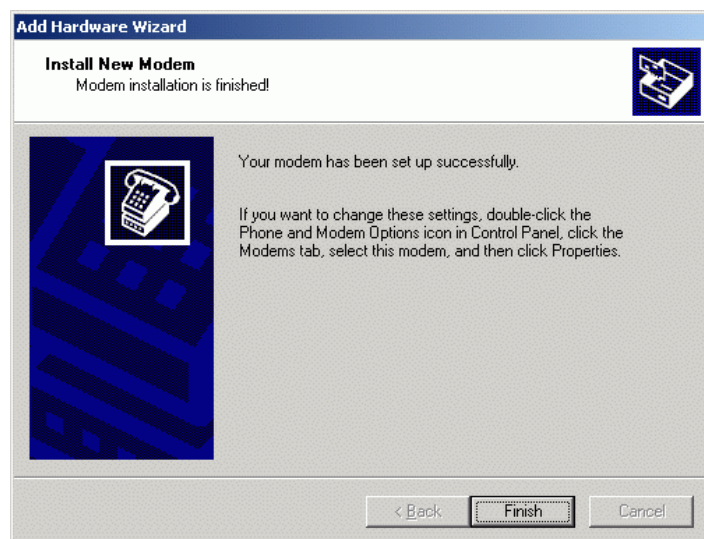 Add Hardware Wizard
Install New Modem
Modem installation is finished!
Your modem has been set up successfully.
If you want to change these settings, double-click the
Phone and Modem Options icon in Control Panel, click the
Modems tab, select this modem, and then click Properties.
< Back
Finish
Cancel